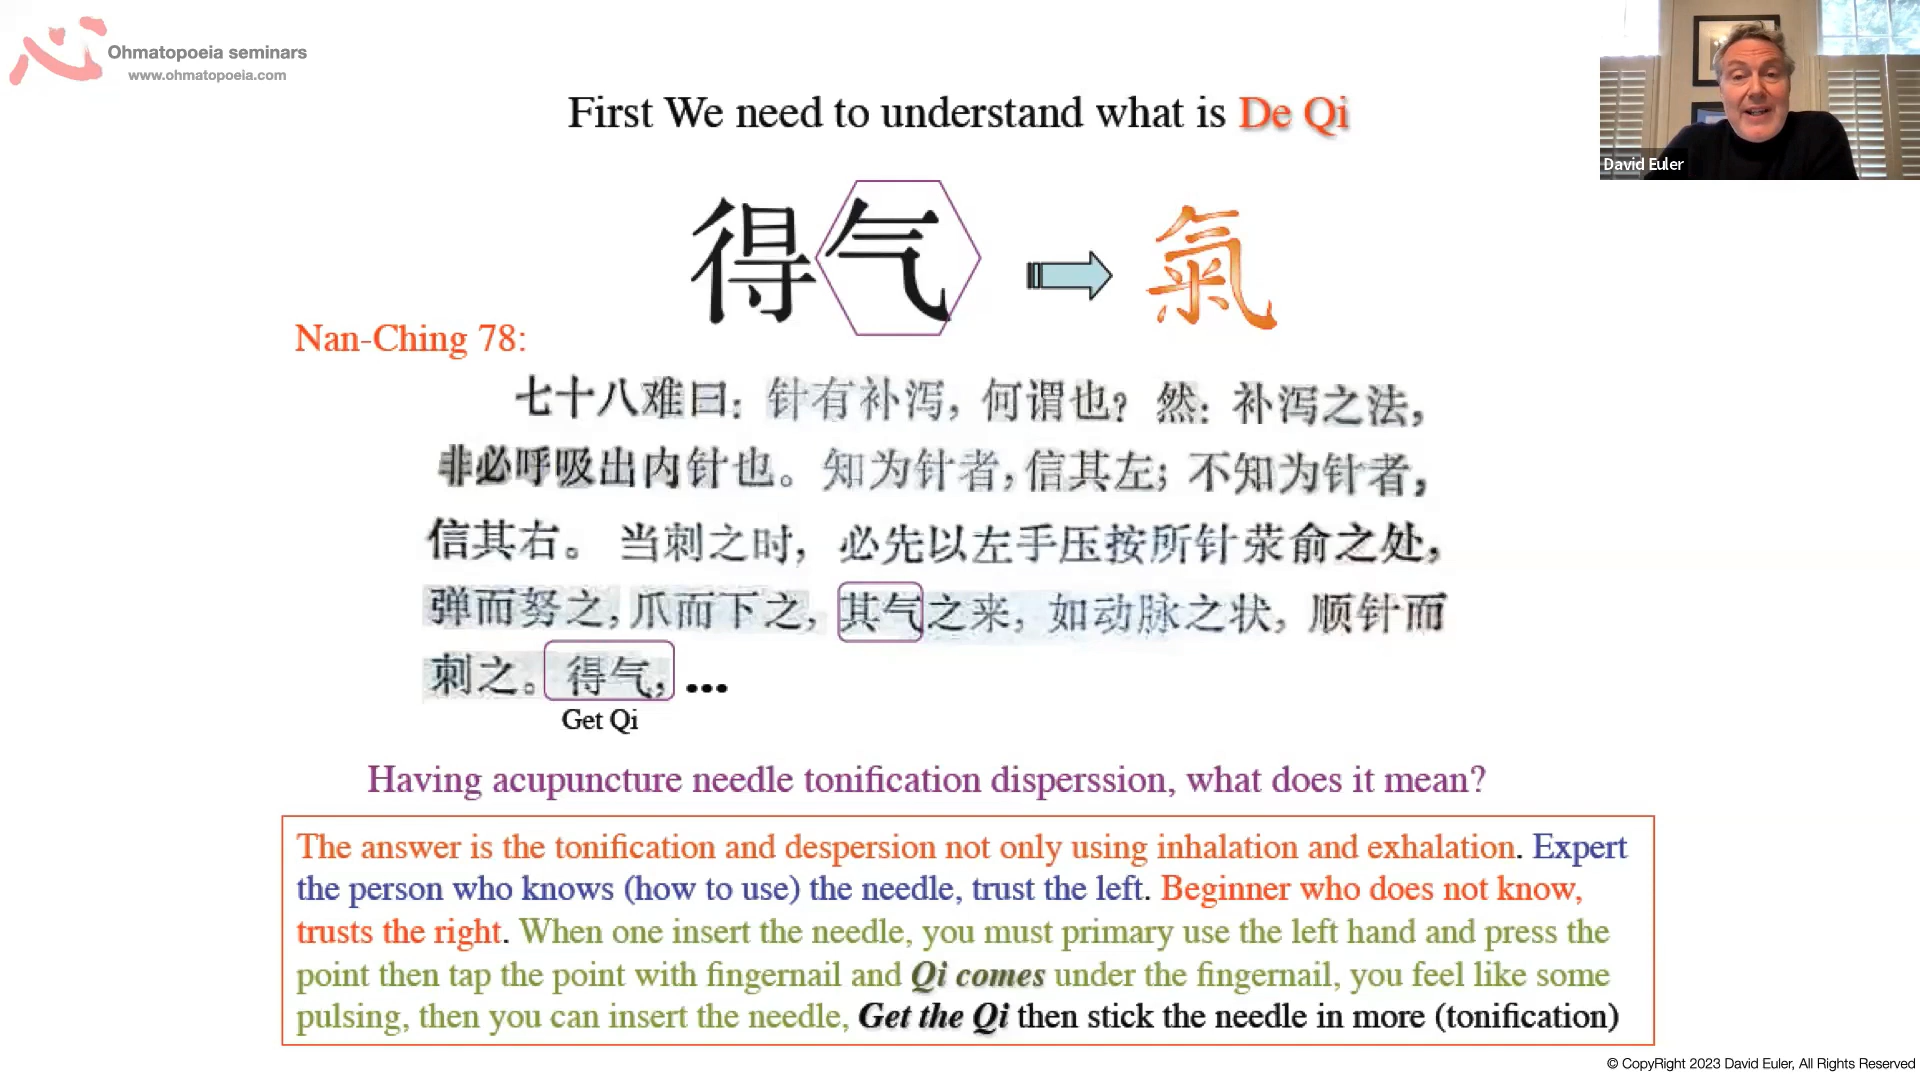 心 Ohmatopoeia seminars
www.ohmatopoeia.com
David Euler
First We need to understand what is De Qi
得气 氣
Nan-Ching 78:
七十八难曰：针有补泻，何谓也？然：补泻之法，
非必呼吸出内针也。知为针者，信其左；不知为针者，
信其右。当刺之时，必先以左手压按所针荥俞之处，
弹而努之，爪而下之，其气之来，如动脉之状，顺针而
刺之。得气，...
Get Qi
Having acupuncture needle tonification disperssion, what does it mean?
The answer is the tonification and despersion not only using inhalation and exhalation. Expert
the person who knows (how to use) the needle, trust the left. Beginner who does not know,
trusts the right. When one insert the needle, you must primary use the left hand and press the
point then tap the point with fingernail and Qi comes under the fingernail, you feel like some
pulsing, then you can insert the needle, Get the Qi then stick the needle in more (tonification)
© CopyRight 2023 David Euler, All Rights Reserved